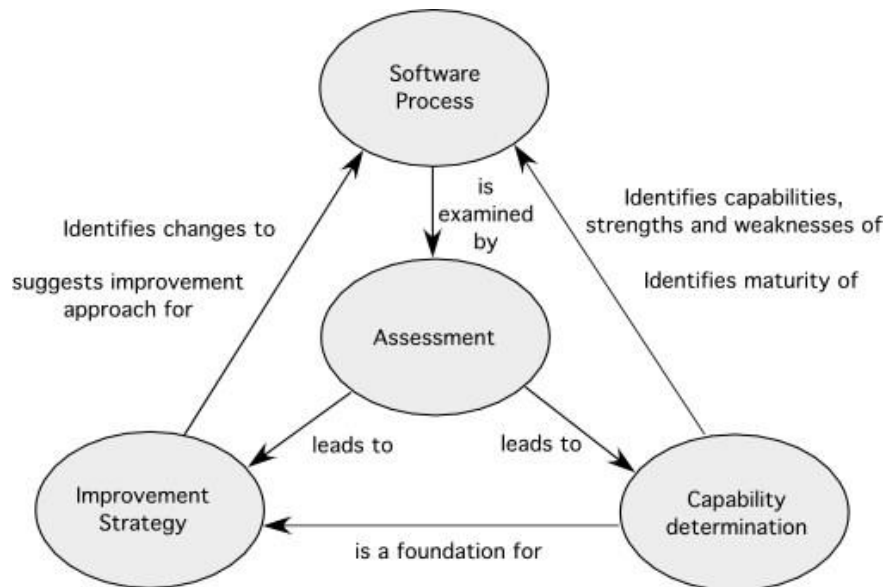 Software
Process
is
examined
by
Identifies changes to
suggests improvement
approach for
Identifies capabilities,
strengths and weaknesses of
Identifies maturity of
Assessment
leads to
leads to
Improvement
Strategy
Capability
determination
is a foundation for